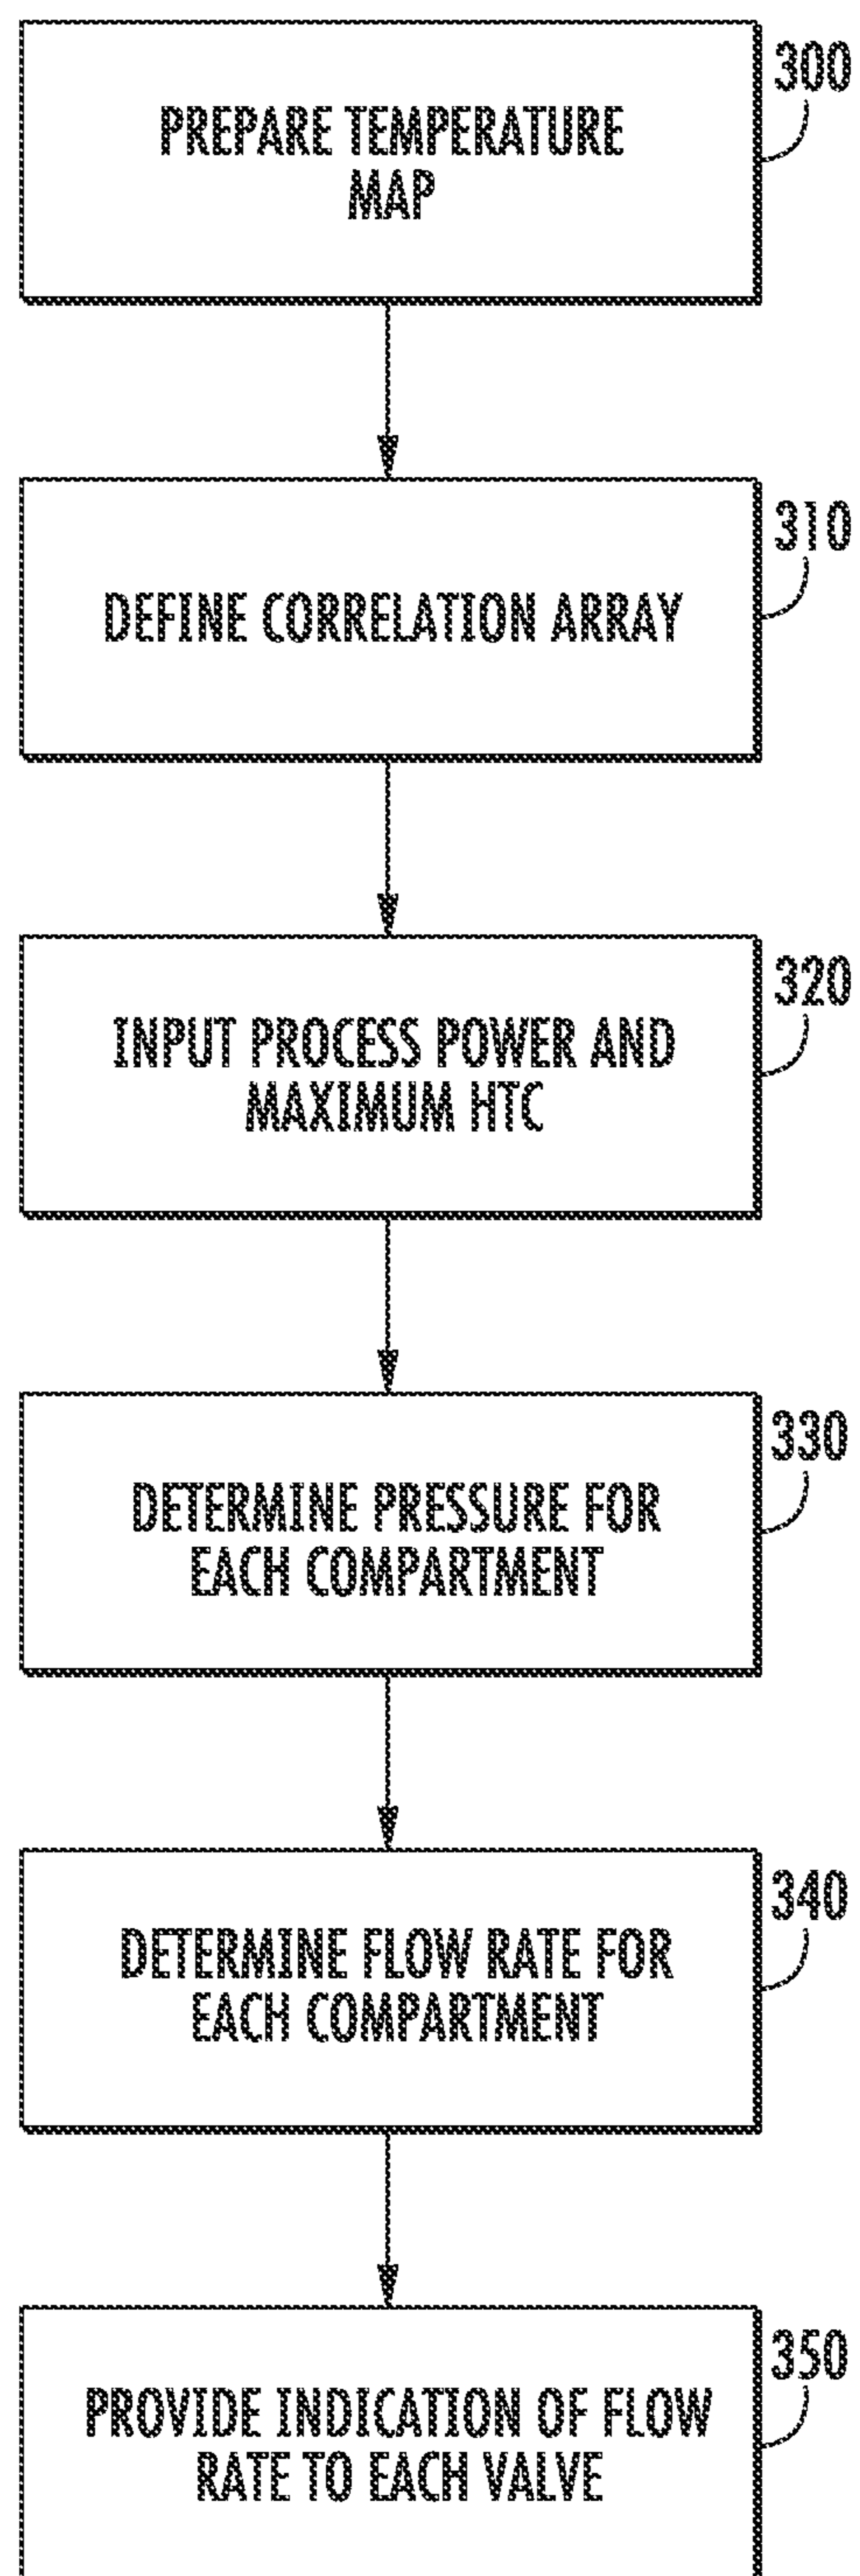 PREPARE TEMPERATURE
MAP
300
DEFINE CORRELATION ARRAY
310
INPUT PROCESS POWER AND
MAXIMUM HTC
320
DETERMINE PRESSURE FOR
EACH COMPARTMENT
330
DETERMINE FLOW RATE FOR
EACH COMPARTMENT
340
PROVIDE INDICATION OF FLOW
RATE TO EACH VALVE
350